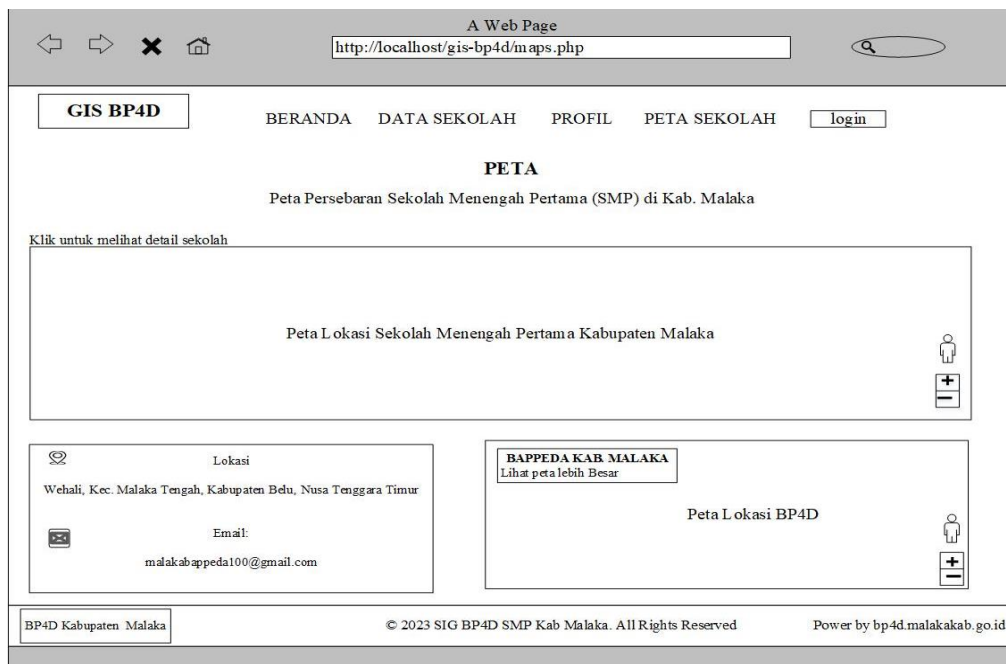 A Web Page
http://localhost/gis-bp4d/maps.php
GIS BP4D
BERANDA DATA SEKOLAH PROFIL PETA SEKOLAH login
PETA
Peta Persebaran Sekolah Menengah Pertama (SMP) di Kab. Malaka
Klik untuk melihat detail sekolah
Peta Lokasi Sekolah Menengah Pertama Kabupaten Malaka
Lokasi
Wehali, Kec. Malaka Tengah, Kabupaten Belu, Nusa Tenggara Timur
Email:
malakabappeda100@gmail.com
BAPPEDA KAB. MALAKA
Lihat peta lebih Besar
Peta Lokasi BP4D
BP4D Kabupaten Malaka
© 2023 SIG BP4D SMP Kab Malaka. All Rights Reserved
Power by bp4d.malakakab.go.id